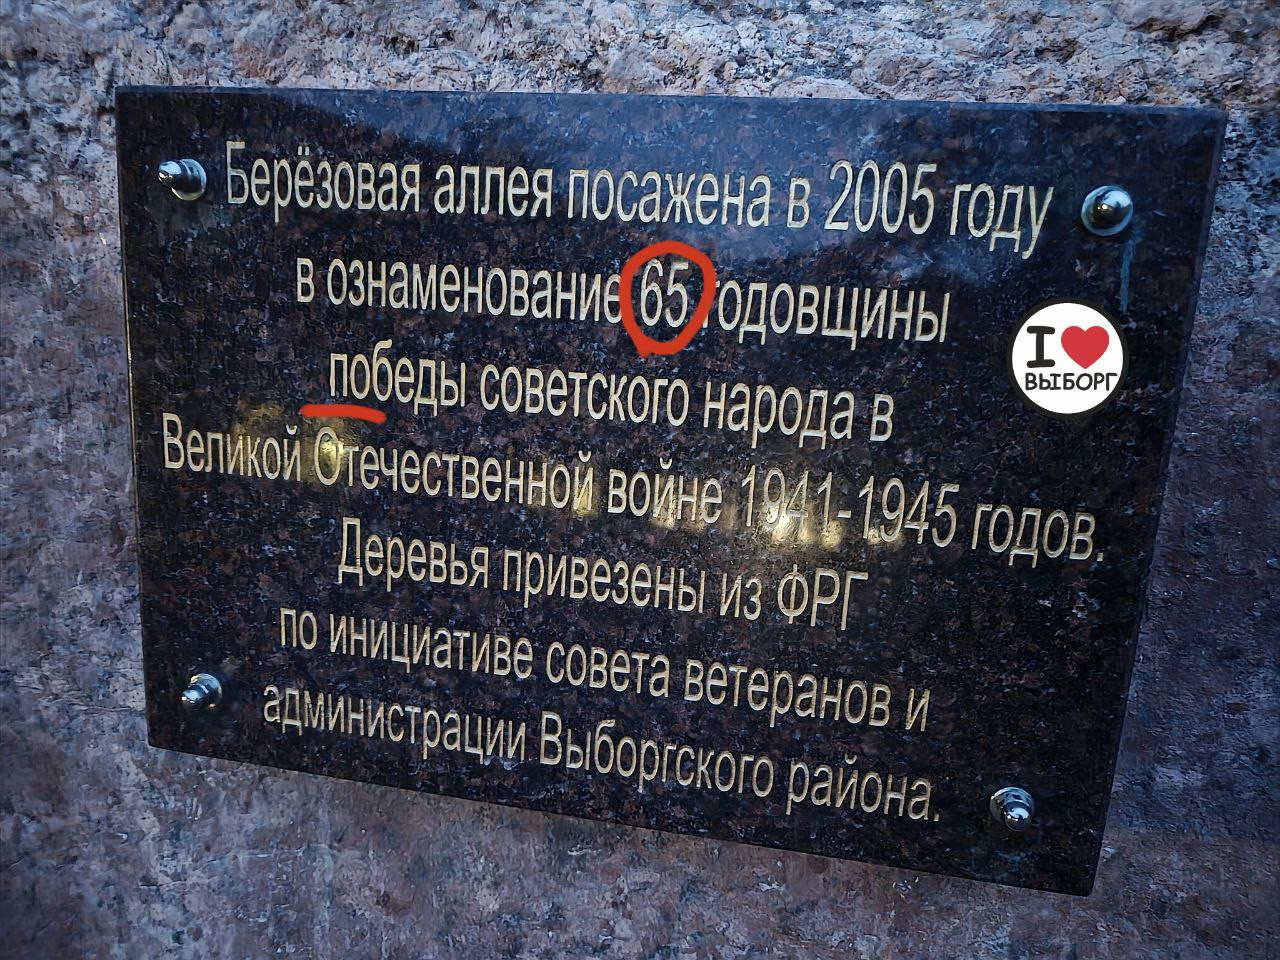 Берёзовая аллея посажена в 2005 году
в ознаменование 65 годовщины
победы советского народа в
Великой Отечественной войне 1941-1945 годов.
Деревья привезены из ФРГ
по инициативе совета ветеранов и
администрации Выборгского района.
I
ВЫБОРГ